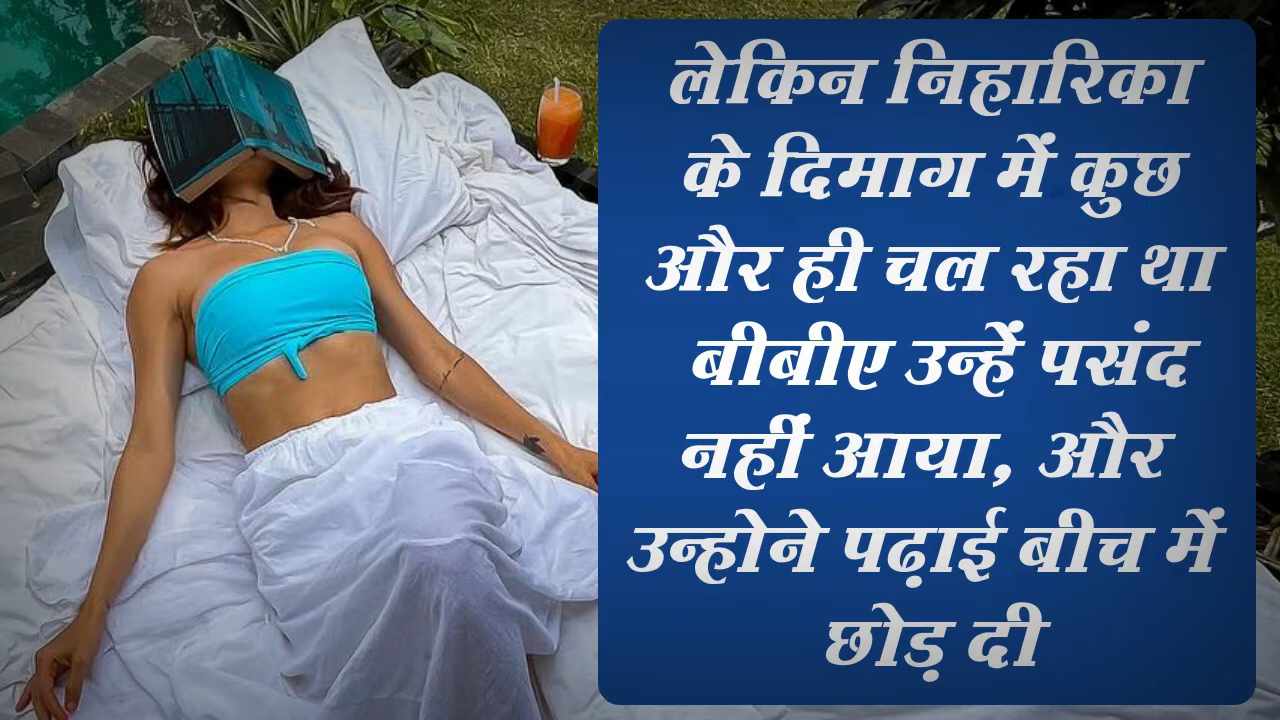 लेकिन निहारिका
के दिमाग में कुछ
और ही चल रहा था
बीबीए उन्हें पसंद
नहीं आया, और
उन्होने पढ़ाई बीच में
छोड़ दी